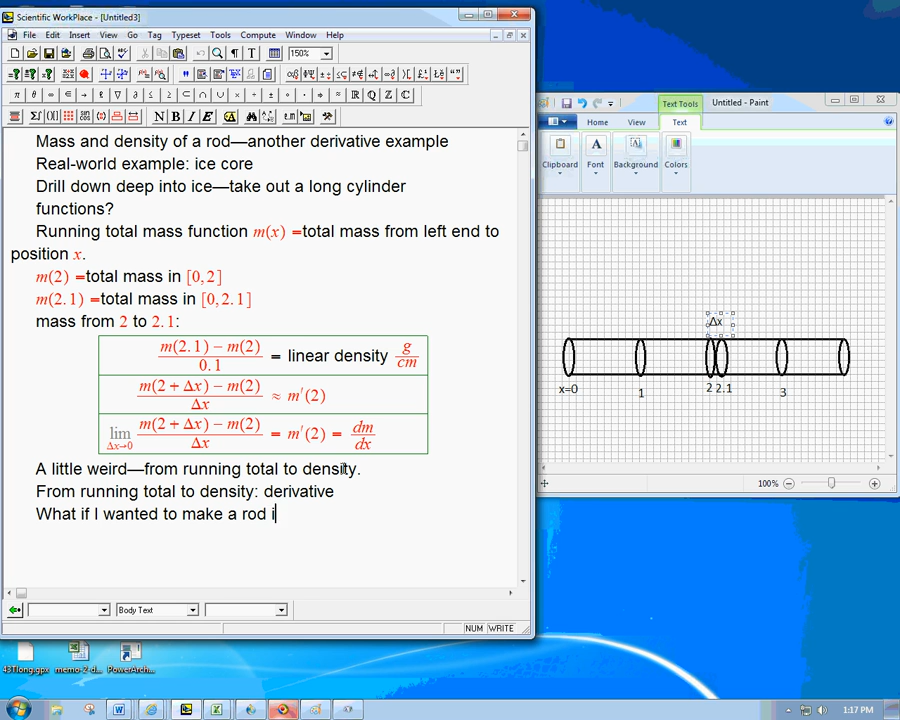 Scientific WorkPlace - [Untitled3]
File Edit Insert View Go Tag Typeset Tools Compute Window Help
150%
N B I E
Mass and density of a rod—another derivative example
Real-world example: ice core
Drill down deep into ice—take out a long cylinder
functions?
Running total mass function m(x) =total mass from left end to
position x.
m(2) =total mass in [0,2]
m(2.1) =total mass in [0,2.1]
mass from 2 to 2.1:
m(2.1) − m(2)
0.1
= linear density g/cm
m(2 + Δx) − m(2)
Δx
≈ m′(2)
lim Δx→0
m(2 + Δx) − m(2)
Δx
= m′(2) = dm/dx
A little weird—from running total to density.
From running total to density: derivative
What if I wanted to make a rod i
Body Text
NUM WRITE
Text Tools
Untitled - Paint
Home View Text
Clipboard Font Background Colors
Δx
x=0 1 2 2.1 3
100%
43Tlong.gpx memo-2-d... PowerArch...
1:17 PM